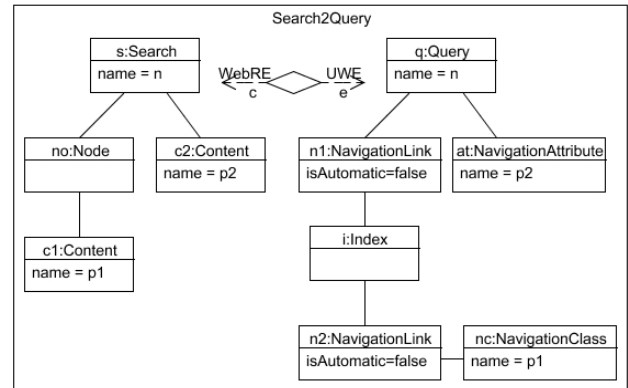 Search2Query
s:Search
name = n
WebRE
c
UWE
e
q:Query
name = n
no:Node
c2:Content
name = p2
n1:NavigationLink
isAutomatic=false
at:NavigationAttribute
name = p2
c1:Content
name = p1
i:Index
n2:NavigationLink
isAutomatic=false
nc:NavigationClass
name = p1